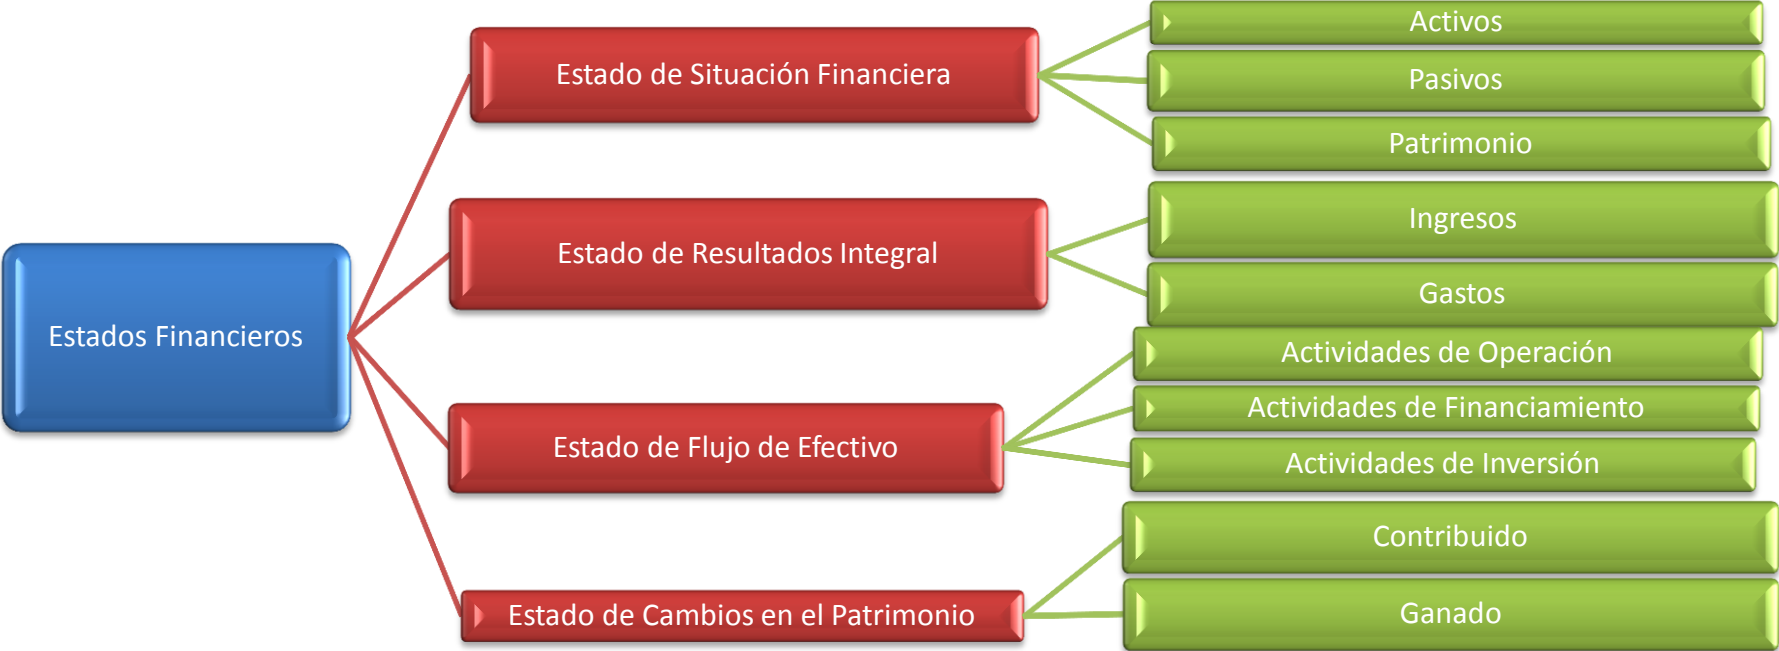 Estados Financieros
Estado de Situación Financiera
Activos
Pasivos
Patrimonio
Estado de Resultados Integral
Ingresos
Gastos
Estado de Flujo de Efectivo
Actividades de Operación
Actividades de Financiamiento
Actividades de Inversión
Estado de Cambios en el Patrimonio
Contribuido
Ganado